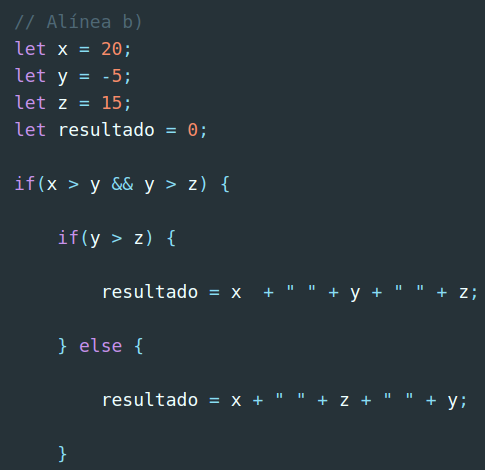 // Alínea b)
let x = 20;
let y = -5;
let z = 15;
let resultado = 0;
if(x > y && y > z) {
    if(y > z) {
        resultado = x  + " " + y + " " + z;
    } else {
        resultado = x + " " + z + " " + y;
    }